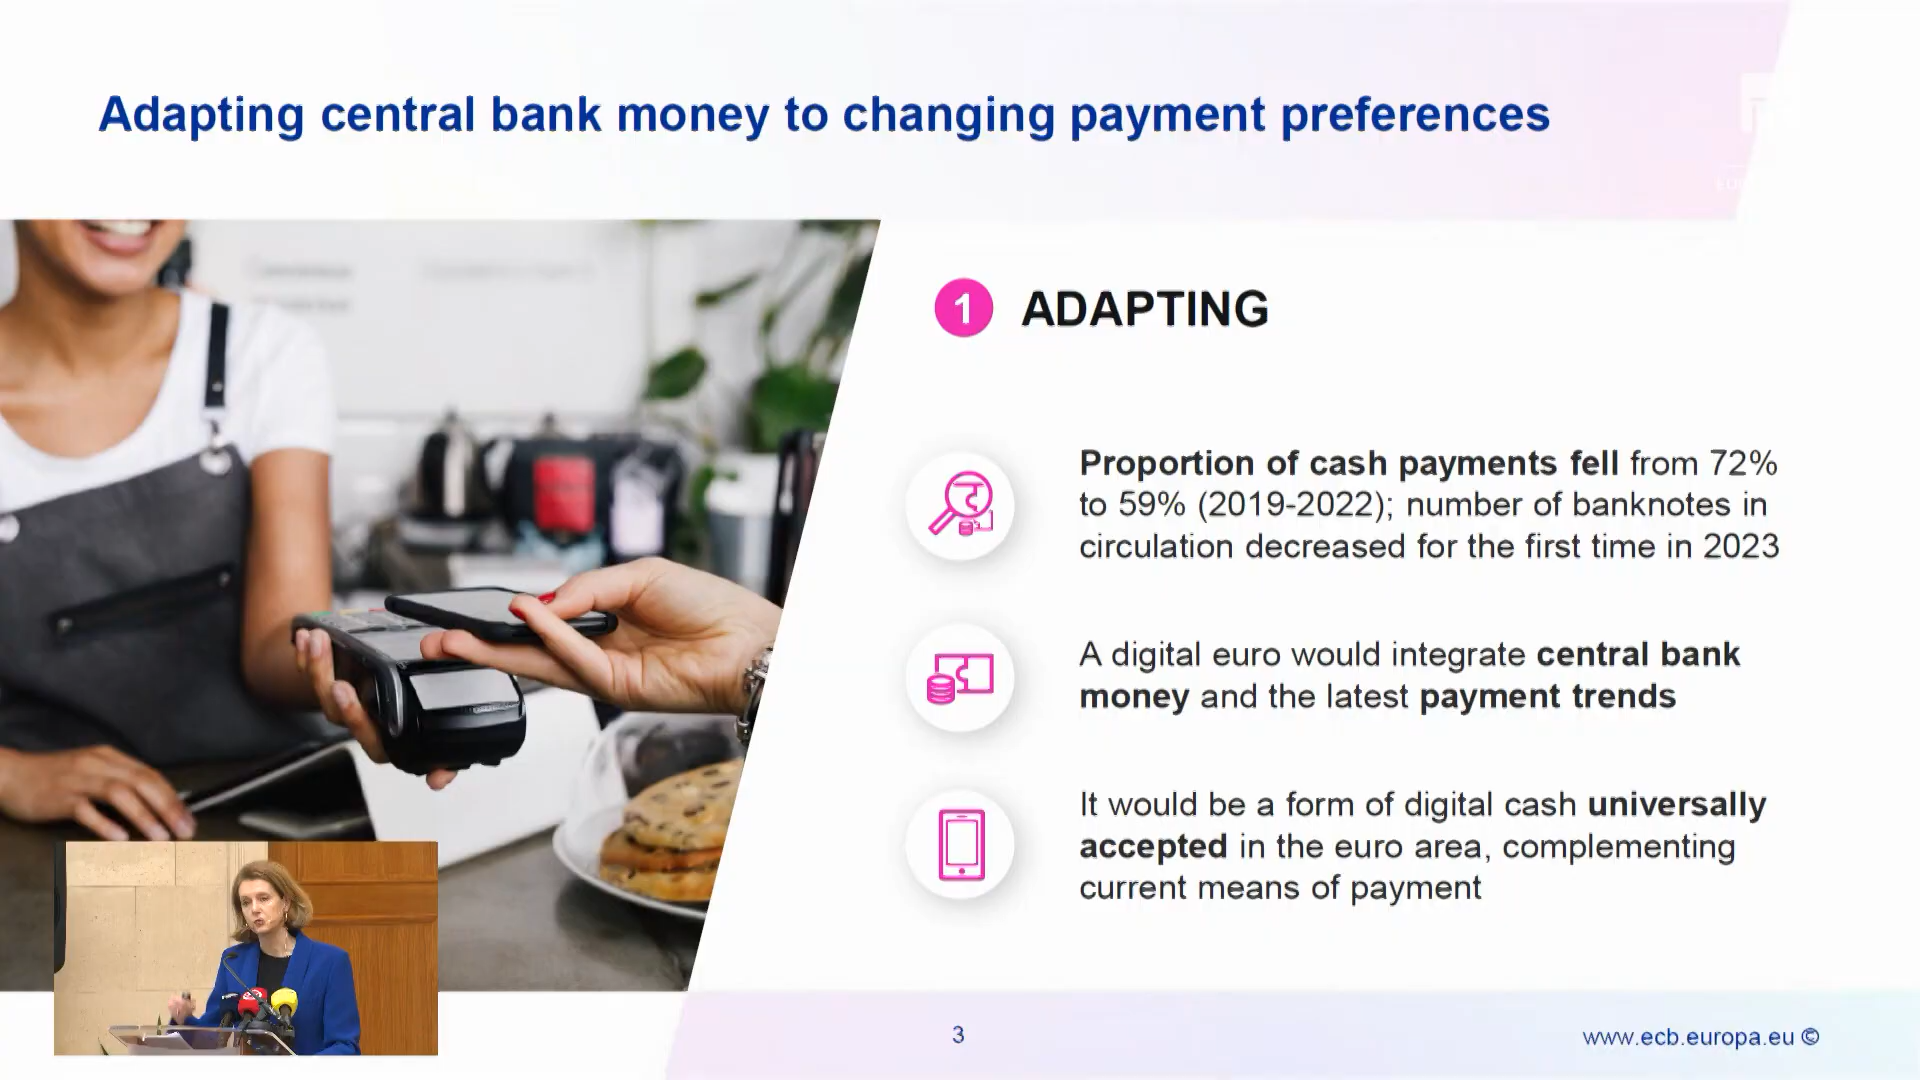 Adapting central bank money to changing payment preferences
1 ADAPTING
Proportion of cash payments fell from 72%
to 59% (2019-2022); number of banknotes in
circulation decreased for the first time in 2023
A digital euro would integrate central bank
money and the latest payment trends
It would be a form of digital cash universally
accepted in the euro area, complementing
current means of payment
3
www.ecb.europa.eu ©